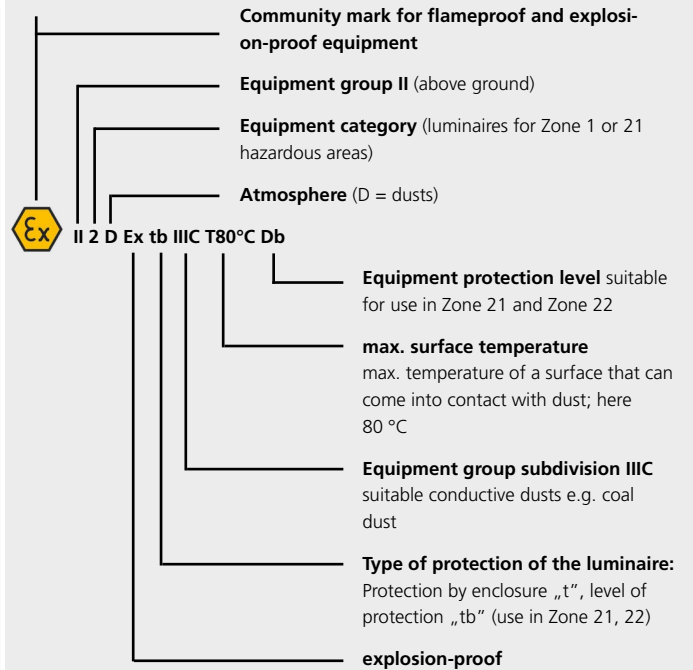 Community mark for flameproof and explosi-
on-proof equipment
Equipment group II (above ground)
Equipment category (luminaires for Zone 1 or 21
hazardous areas)
Atmosphere (D = dusts)
Ex II 2 D Ex tb IIIC T80°C Db
Equipment protection level suitable
for use in Zone 21 and Zone 22
max. surface temperature
max. temperature of a surface that can
come into contact with dust; here
80 °C
Equipment group subdivision IIIC
suitable conductive dusts e.g. coal
dust
Type of protection of the luminaire:
Protection by enclosure „t”, level of
protection „tb” (use in Zone 21, 22)
explosion-proof